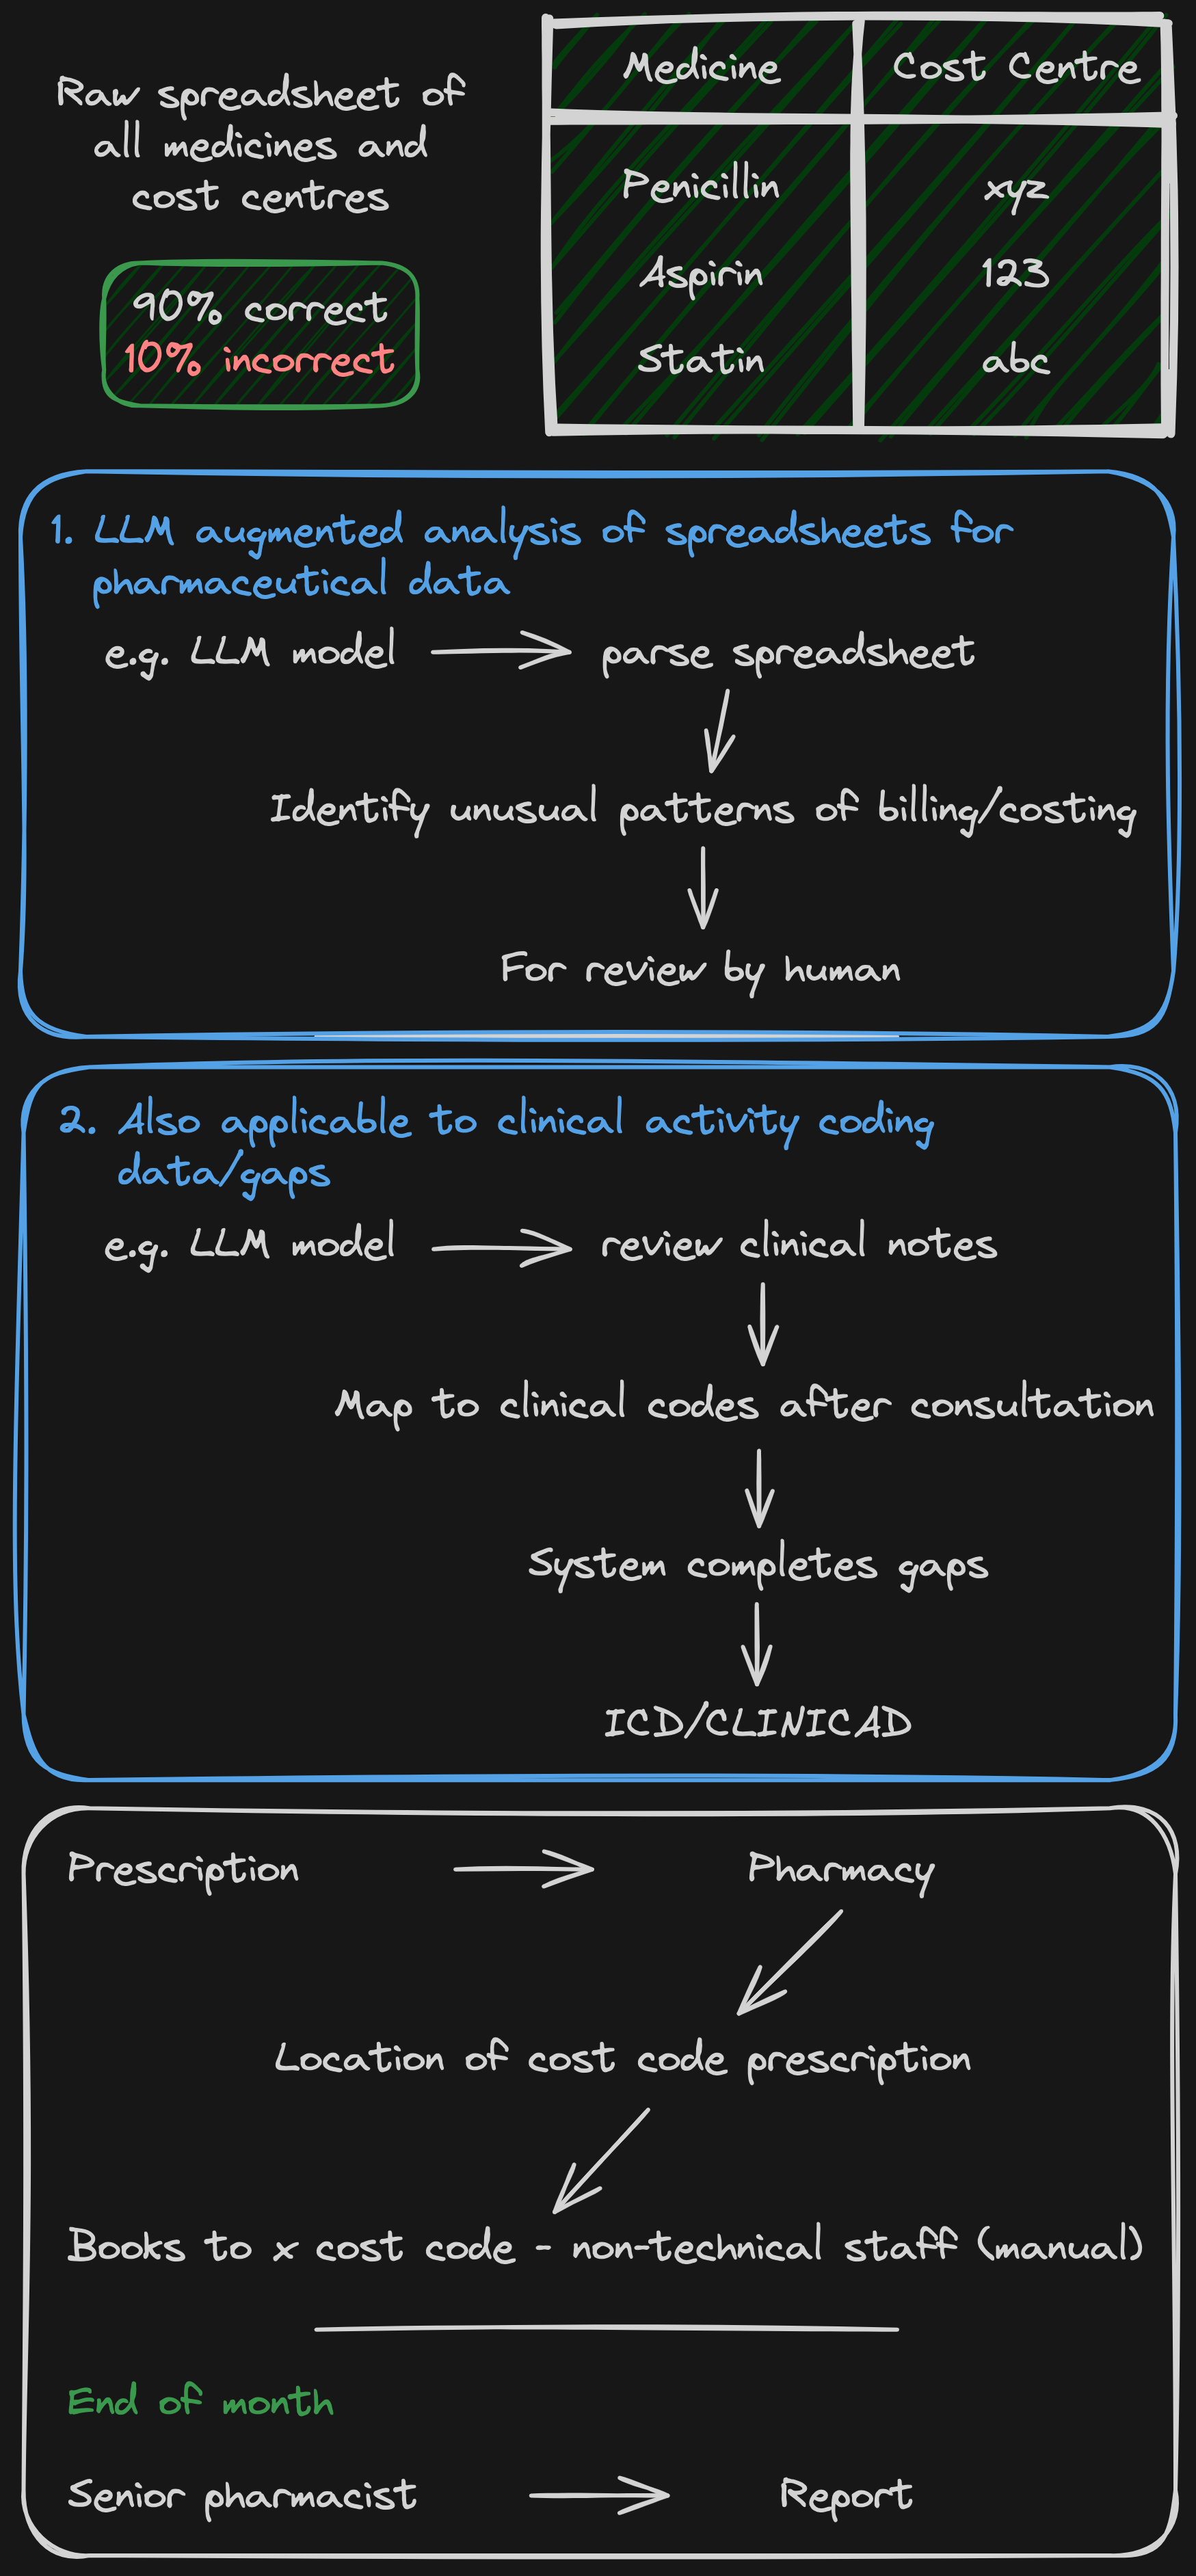 Raw spreadsheet of
all medicines and
cost centres
90% correct
10% incorrect
Medicine Cost Centre
Penicillin xyz
Aspirin 123
Statin abc
1. LLM augmented analysis of spreadsheets for
pharmaceutical data
e.g. LLM model parse spreadsheet
Identify unusual patterns of billing/costing
For review by human
2. Also applicable to clinical activity coding
data/gaps
e.g. LLM model review clinical notes
Map to clinical codes after consultation
System completes gaps
ICD/CLINICAD
Prescription Pharmacy
Location of cost code prescription
Books to x cost code - non-technical staff (manual)
End of month
Senior pharmacist Report